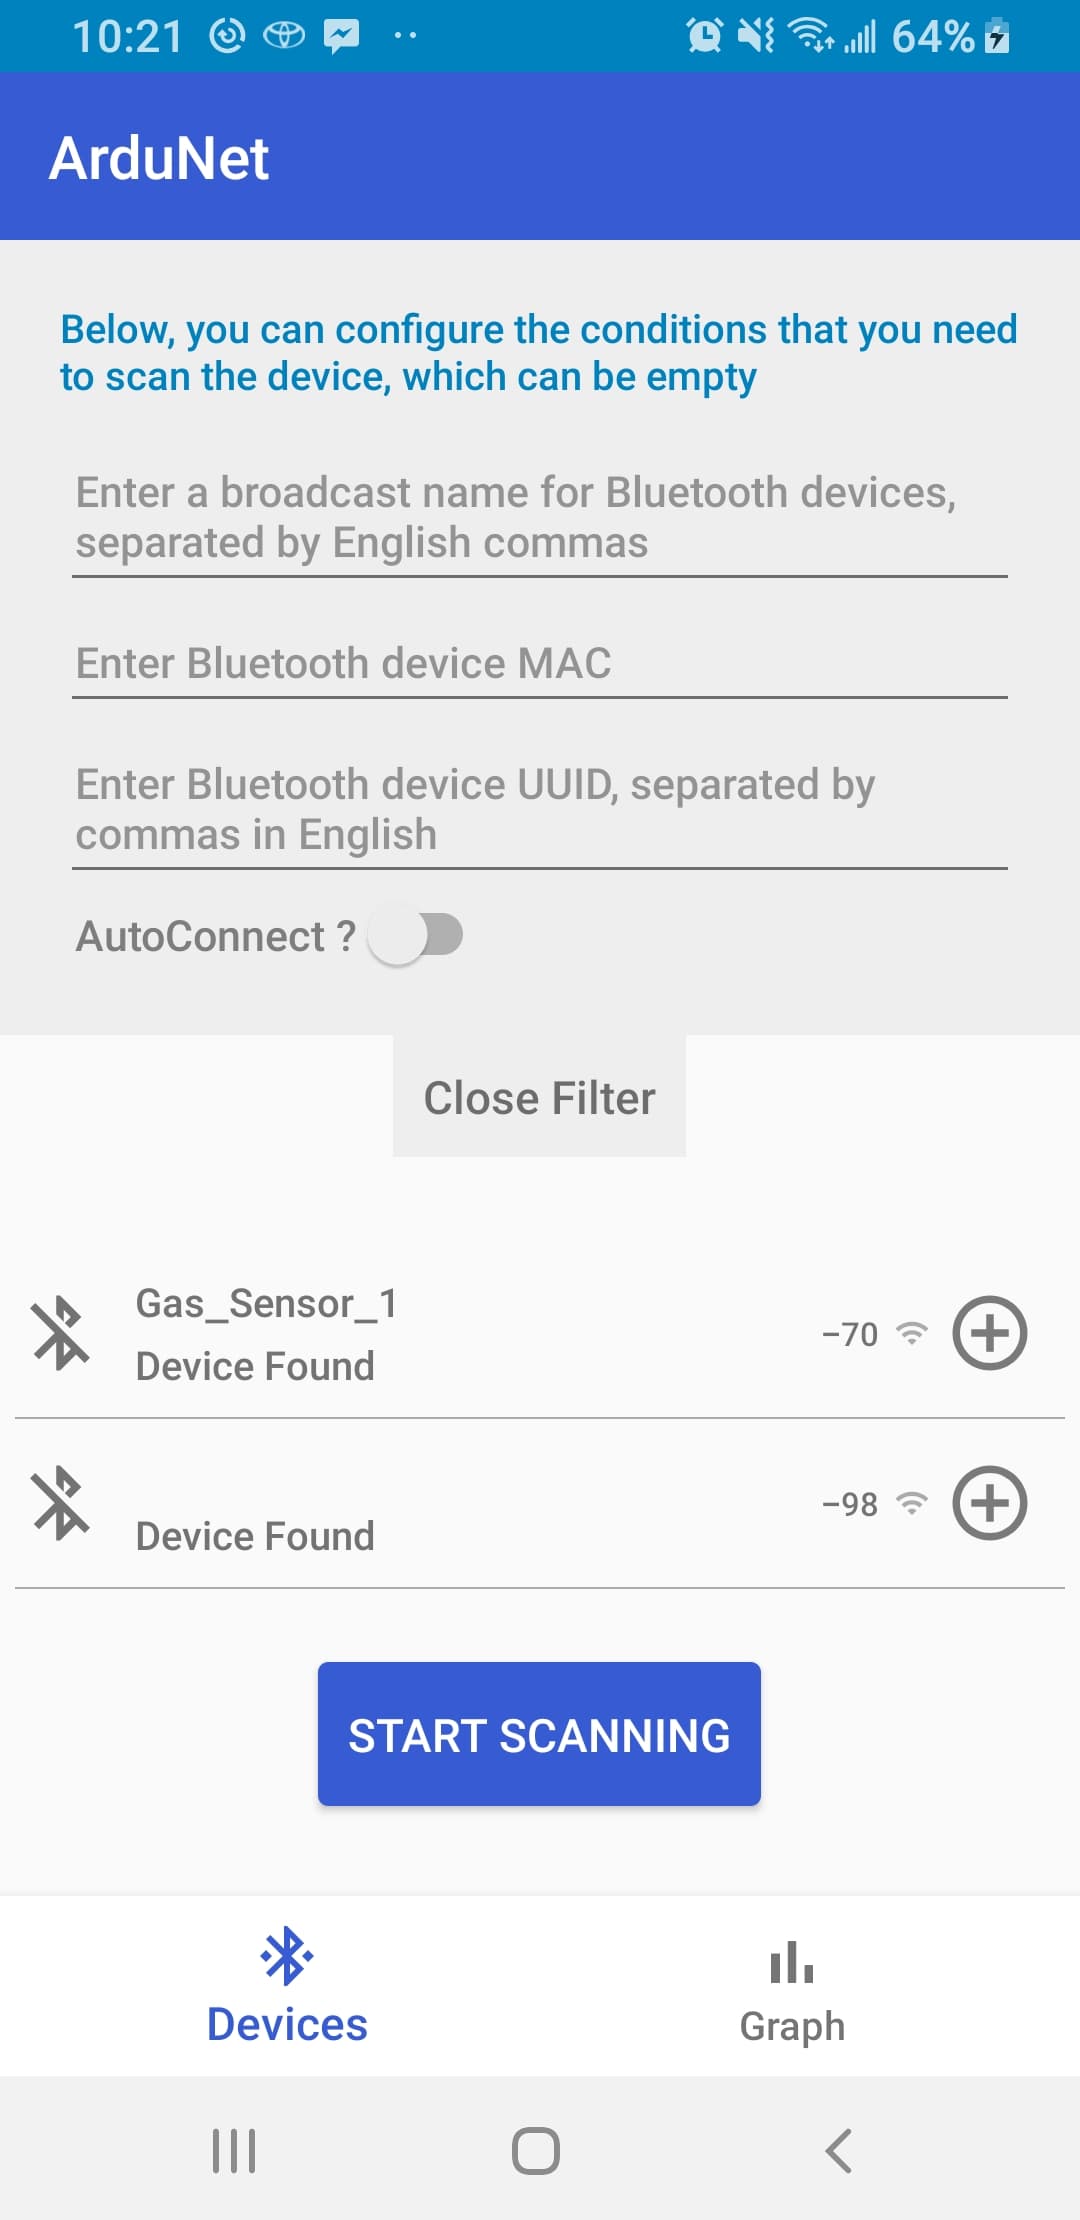 10:21
64%
ArduNet
Below, you can configure the conditions that you need
to scan the device, which can be empty
Enter a broadcast name for Bluetooth devices,
separated by English commas
Enter Bluetooth device MAC
Enter Bluetooth device UUID, separated by
commas in English
AutoConnect ?
Close Filter
Gas_Sensor_1
Device Found
-70
Device Found
-98
START SCANNING
Devices
Graph